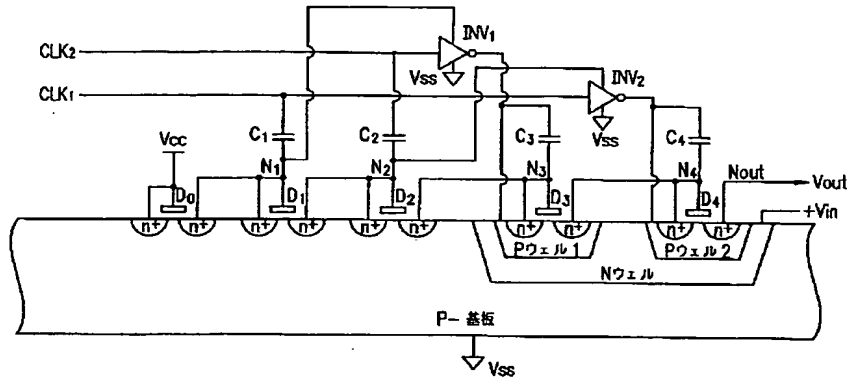 INV₁
CLK₂
INV₂
Vss
CLK₁
Vss
C₁
C₂
C₃
C₄
Vcc
N₁
N₂
N₃
N₄
Nout
Vout
D₀
D₁
D₂
D₃
D₄
+Vin
n+
n+
n+
n+
n+
n+
n+
n+
n+
n+
Pウェル1
Pウェル2
Nウェル
P− 基板
Vss